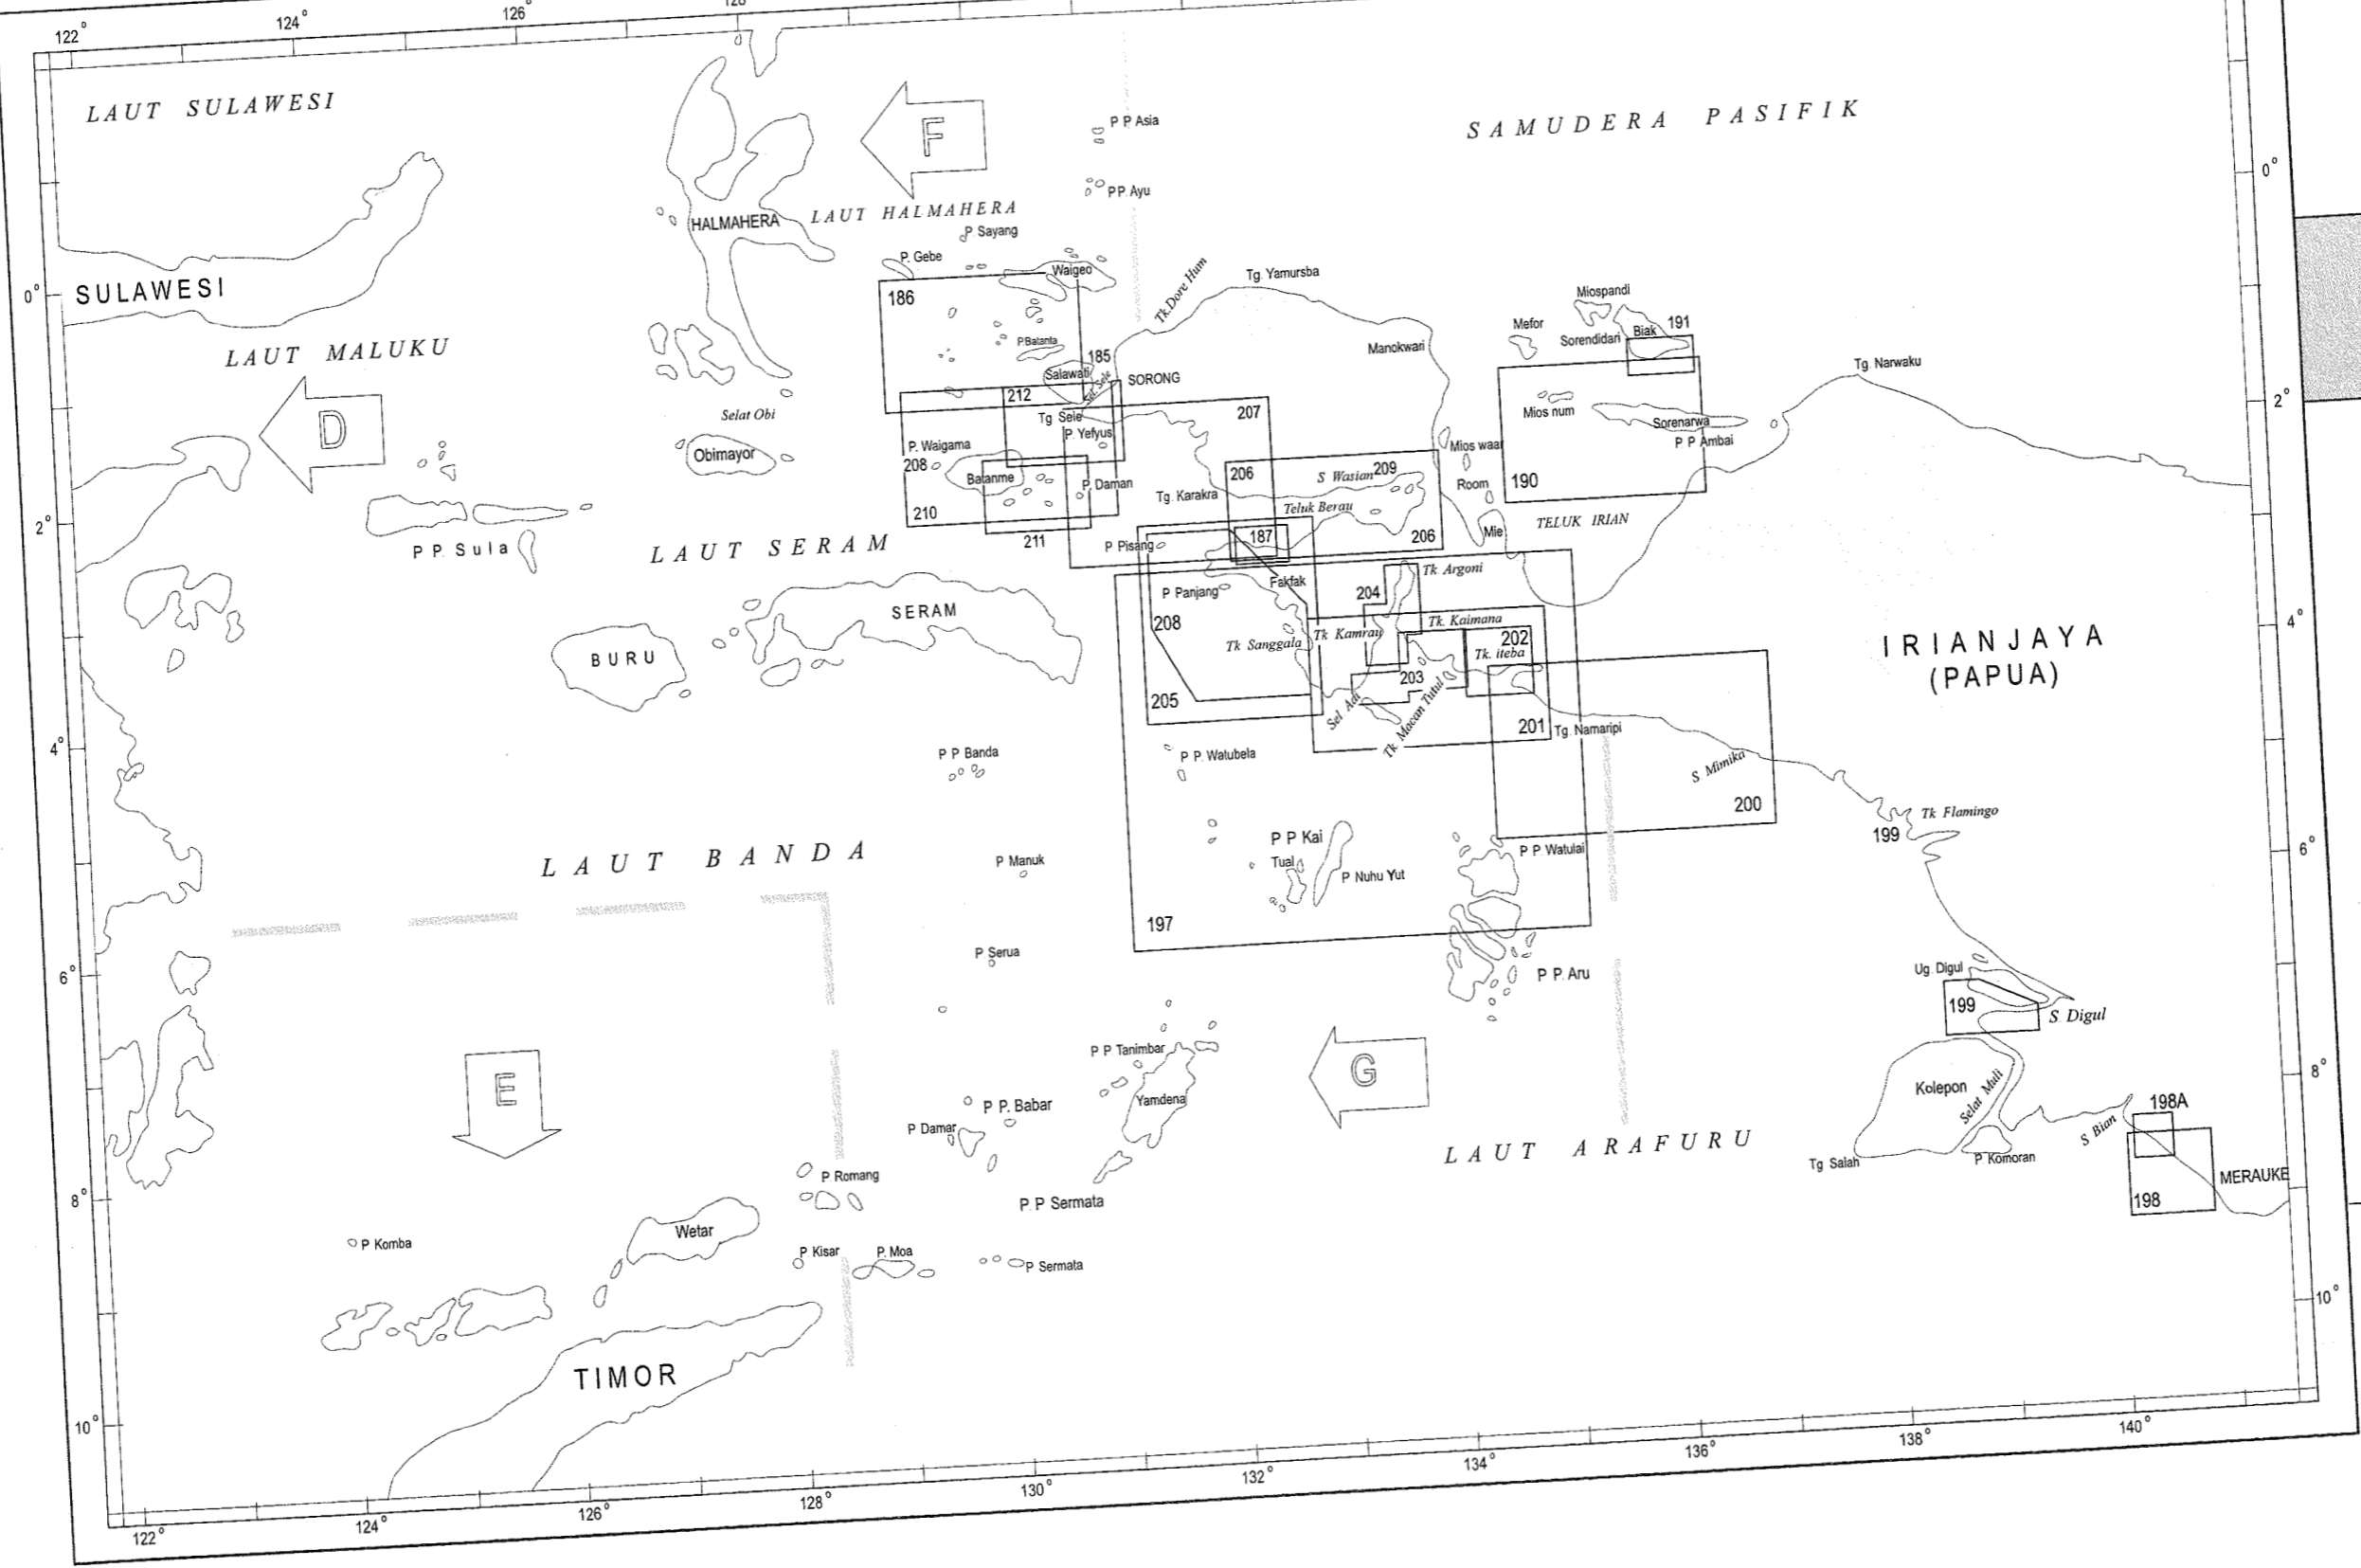 122°
124°
126°
128
LAUT SULAWESI
SAMUDERA PASIFIK
F
P P Asia
PP. Ayu
0°
HALMAHERA
LAUT HALMAHERA
P Sayang
P. Gebe
Waigeo
Tk. Dore Hum
Tg. Yamursba
0°
SULAWESI
186
Miospandi
Mefor
Sorendidari
Biak
191
LAUT MALUKU
P.Batanta
185
Manokwari
Salawati
Sel. Sele
SORONG
Tg. Narwaku
2°
D
212
Selat Obi
Tg Sele
207
Mios num
Sorenarwa
P. Yefyus
P P Ambai
P. Waigama
Mios waar
Obimayor
208
206
S Wasian
209
Batanme
P. Daman
Tg. Karakra
Room
190
210
Teluk Berau
TELUK IRIAN
2°
P P. Sula
211
P Pisang
187
206
Mie
LAUT SERAM
Fakfak
Tk Argoni
P Panjang
204
SERAM
208
Tk Kaimana
4°
Tk Kamrau
202
BURU
Tk Sanggala
Tk. iteba
IRIANJAYA
(PAPUA)
203
205
Sel Adi
Tk Macan Tutul
201
Tg. Namaripi
4°
P P Banda
P P. Watubela
S Mimika
200
Tk Flamingo
P P Kai
199
LAUT BANDA
P Manuk
Tual
P P Watulai
6°
P Nuhu Yut
197
P Serua
6°
P P. Aru
Ug. Digul
199
S. Digul
P P. Tanimbar
G
8°
E
Yamdena
Kolepon
Selat Muli
P P. Babar
198A
P Damar
LAUT ARAFURU
S Bian
Tg Salah
P. Komoran
P Romang
MERAUKE
8°
P. P Sermata
198
P Komba
Wetar
P. Kisar
P. Moa
P Sermata
10°
TIMOR
10°
122°
124°
126°
128°
130°
132°
134°
136°
138°
140°